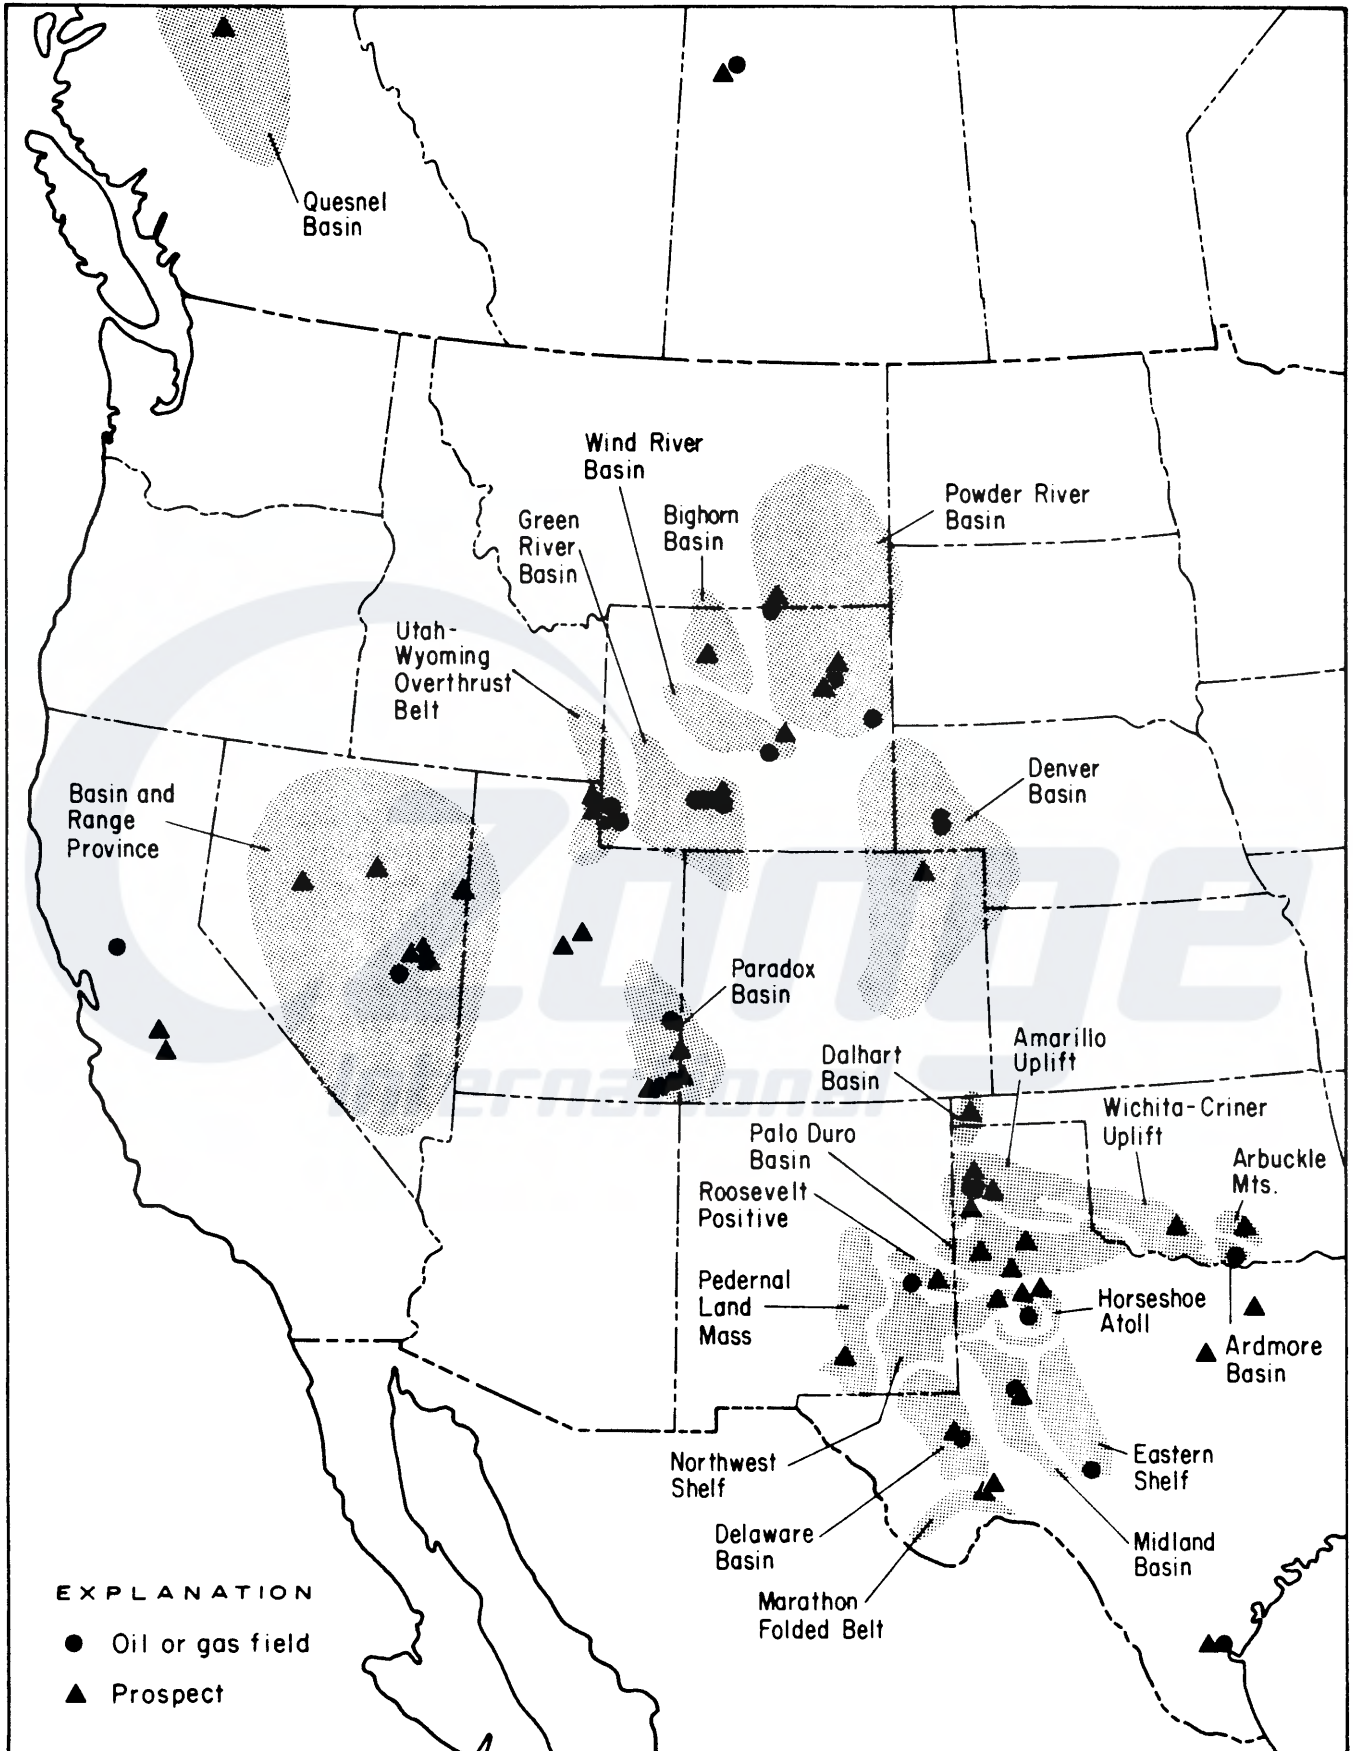 Quesnel
Basin
Wind River
Basin
Powder River
Basin
Bighorn
Basin
Green
River
Basin
Utah-
Wyoming
Overthrust
Belt
Denver
Basin
Basin and
Range
Province
Paradox
Basin
Amarillo
Uplift
Dalhart
Basin
Wichita-Criner
Uplift
Palo Duro
Basin
Arbuckle
Mts.
Roosevelt
Positive
Pedernal
Land
Mass
Horseshoe
Atoll
Ardmore
Basin
Northwest
Shelf
Eastern
Shelf
Delaware
Basin
Midland
Basin
Marathon
Folded Belt
EXPLANATION
Oil or gas field
Prospect
zonge
International